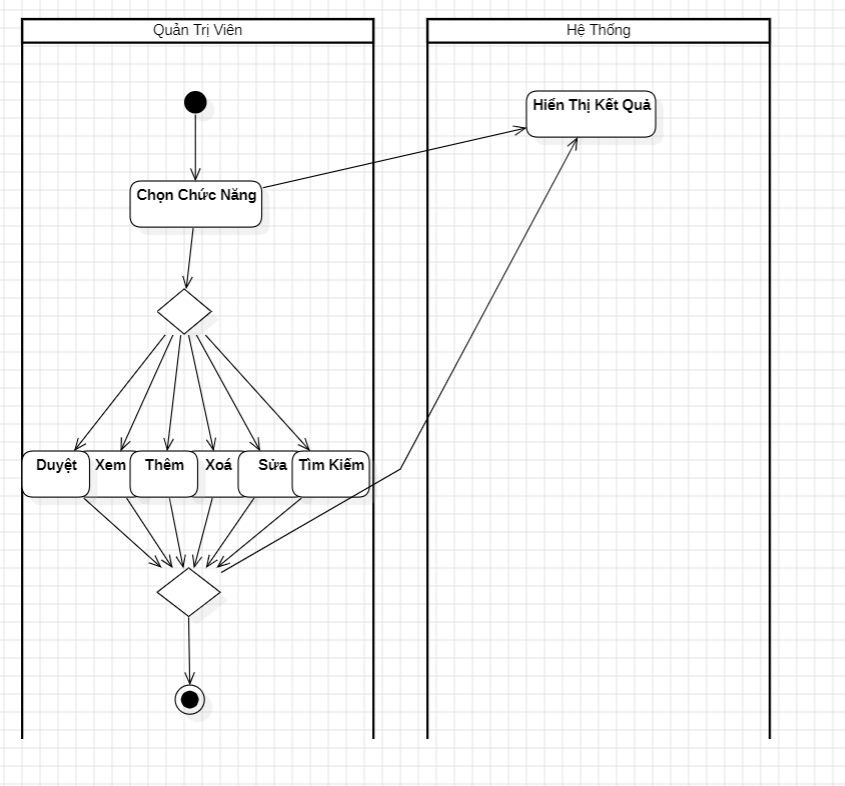 Quản Trị Viên
Hệ Thống
Hiển Thị Kết Quả
Chọn Chức Năng
Duyệt
Xem
Thêm
Xoá
Sửa
Tìm Kiếm